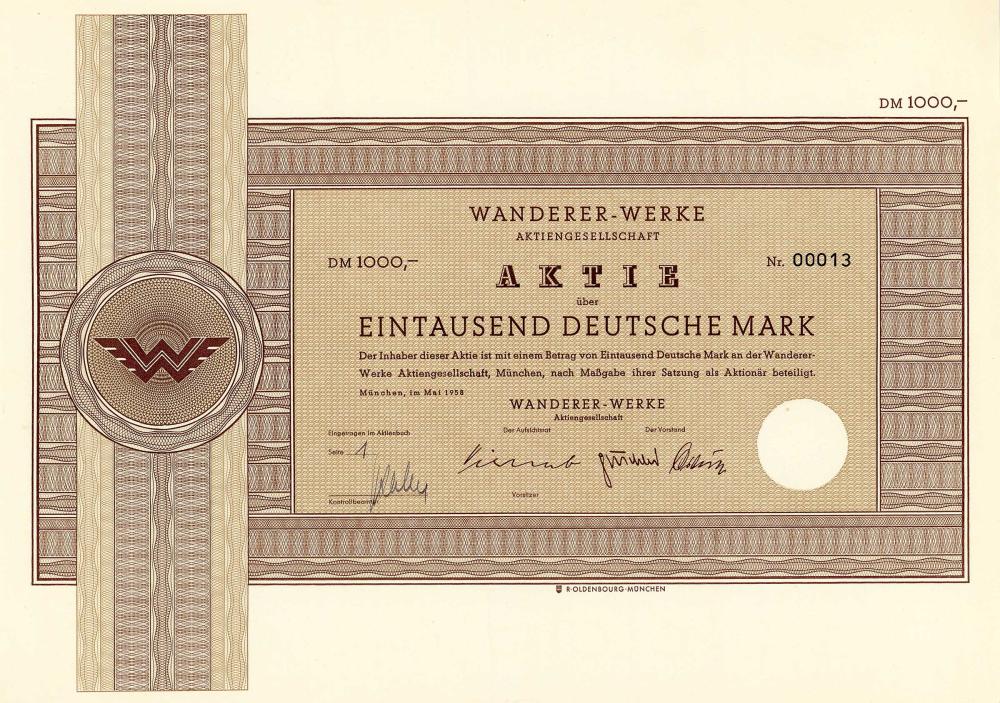 DM 1000,–
WANDERER-WERKE
AKTIENGESELLSCHAFT
DM 1000,–
Nr. 00013
AKTIE
über
EINTAUSEND DEUTSCHE MARK
Der Inhaber dieser Aktie ist mit einem Betrag von Eintausend Deutsche Mark an der Wanderer-
Werke Aktiengesellschaft, München, nach Maßgabe ihrer Satzung als Aktionär beteiligt.
München, im Mai 1958
WANDERER-WERKE
Aktiengesellschaft
Eingetragen im Aktienbuch
Der Aufsichtsrat
Der Vorstand
Seite 1
Kontrollbeamter
Vorsitzer
W
R·OLDENBOURG·MÜNCHEN